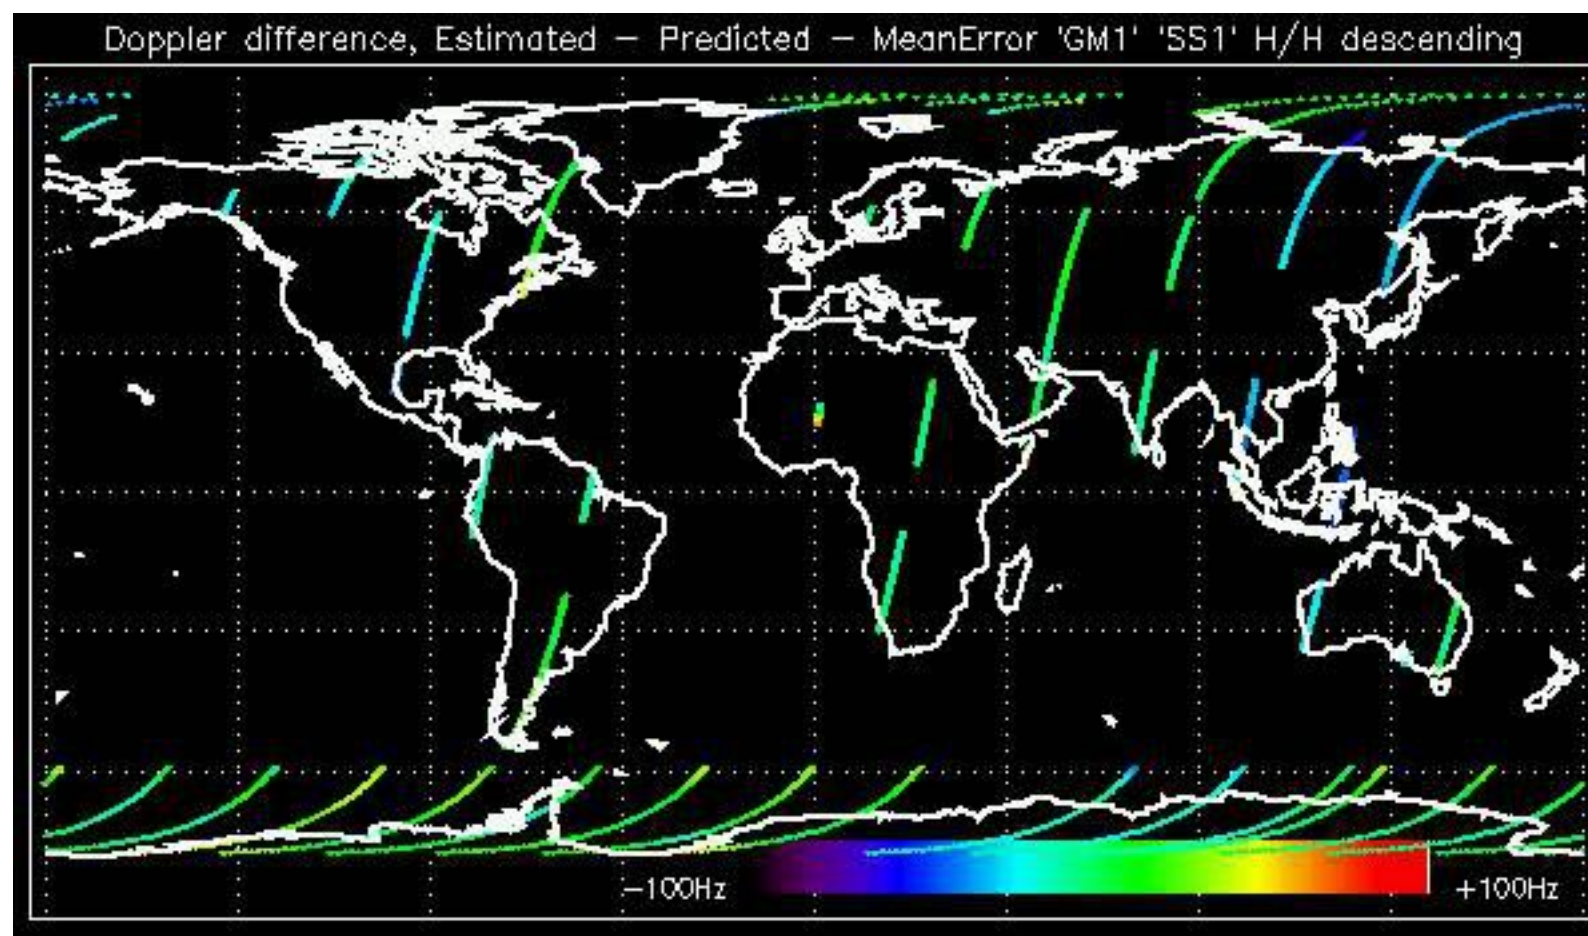 Doppler difference, Estimated – Predicted – MeanError 'GM1' 'SS1' H/H descending
−100Hz +100Hz